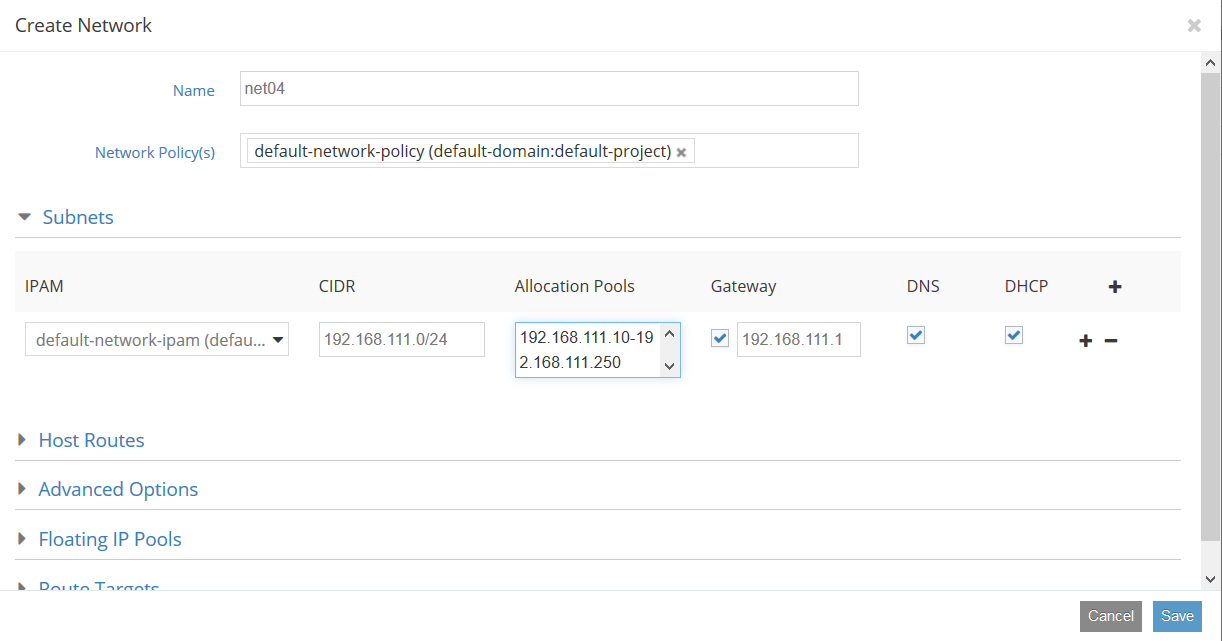 Create Network
Name
net04
Network Policy(s)
default-network-policy (default-domain:default-project)
Subnets
IPAM CIDR Allocation Pools Gateway DNS DHCP
default-network-ipam (defau... 192.168.111.0/24 192.168.111.10-19 192.168.111.1
2.168.111.250
Host Routes
Advanced Options
Floating IP Pools
Route Targets
Cancel Save